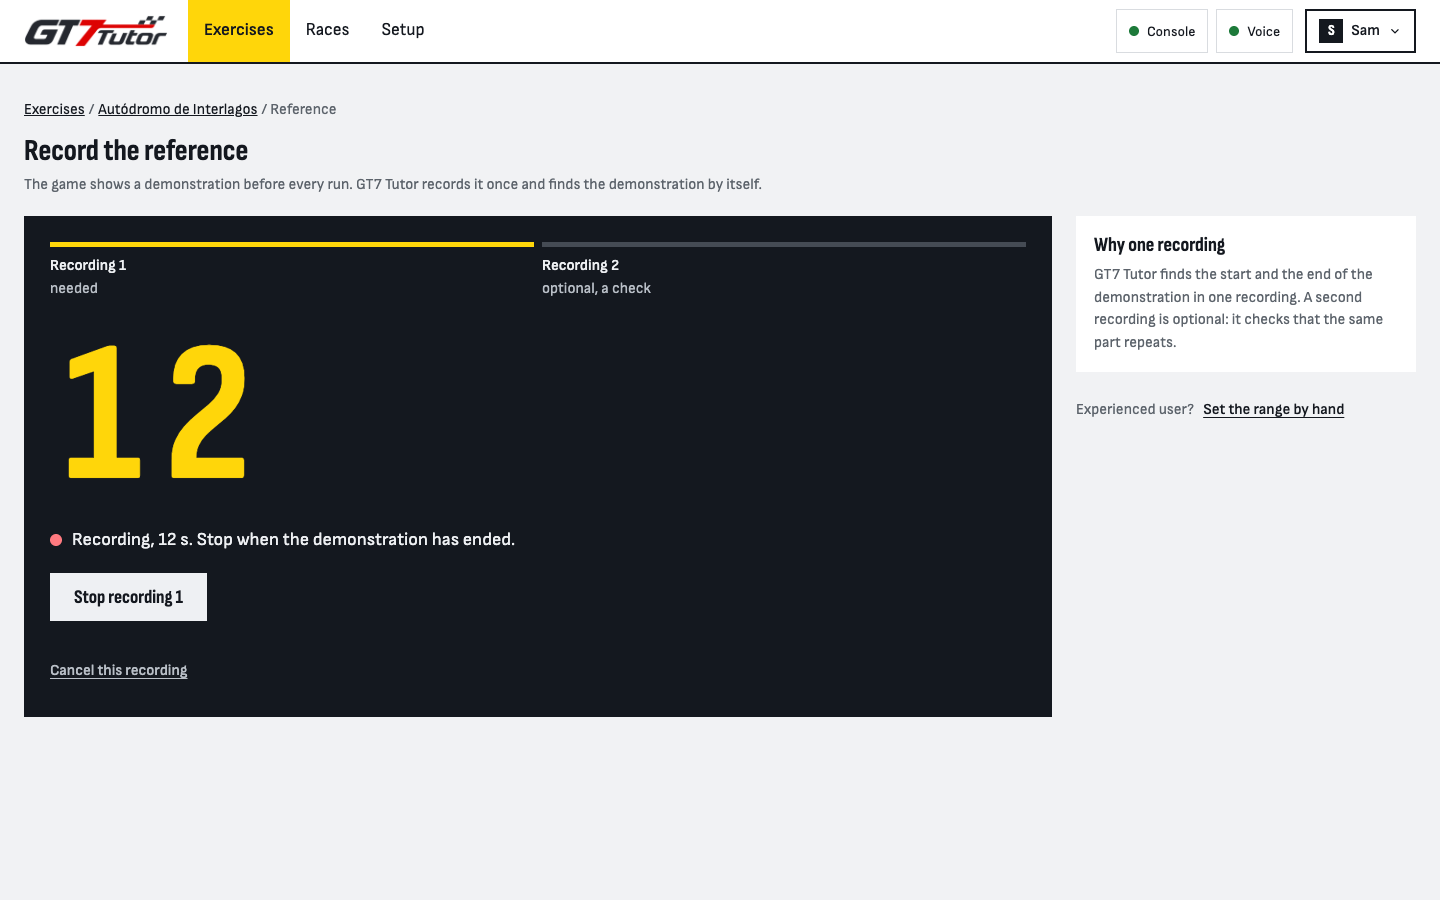 GT7 Tutor
Exercises
Races
Setup
Console
Voice
S
Sam
Exercises / Autódromo de Interlagos / Reference
Record the reference
The game shows a demonstration before every run. GT7 Tutor records it once and finds the demonstration by itself.
Recording 1
needed
Recording 2
optional, a check
12
Recording, 12 s. Stop when the demonstration has ended.
Stop recording 1
Cancel this recording
Why one recording
GT7 Tutor finds the start and the end of the
demonstration in one recording. A second
recording is optional: it checks that the same
part repeats.
Experienced user? Set the range by hand